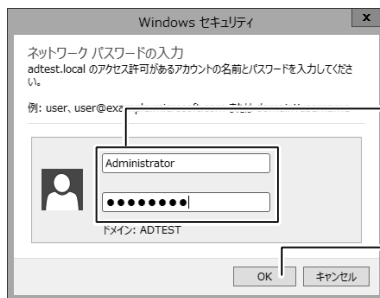 Windows セキュリティ
x
ネットワーク パスワードの入力
adtest.local のアクセス許可があるアカウントの名前とパスワードを入力してくださ
い。
例: user、user@
Administrator
●●●●●●●●
ドメイン: ADTEST
OK
キャンセル